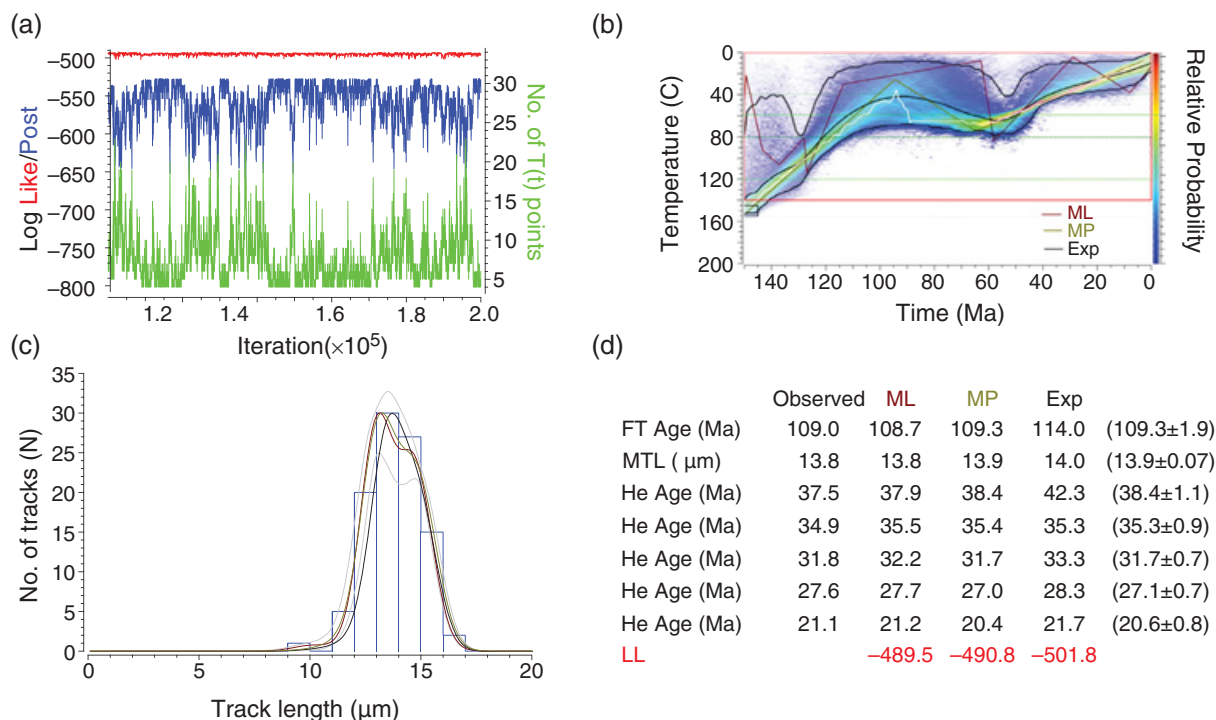 (a)
Log Like/Post
–500
–550
–600
–650
–700
–750
–800
30
25
20
15
10
5
No. of T(t) points
1.2
1.4
1.6
1.8
2.0
Iteration(×10⁵)
(b)
Temperature (C)
0
40
80
120
160
200
ML
MP
Exp
140 120 100 80 60 40 20 0
Time (Ma)
Relative Probability
(c)
No. of tracks (N)
35
30
25
20
15
10
5
0
0 5 10 15 20
Track length (µm)
(d)
Observed ML MP Exp
FT Age (Ma) 109.0 108.7 109.3 114.0 (109.3±1.9)
MTL ( µm) 13.8 13.8 13.9 14.0 (13.9±0.07)
He Age (Ma) 37.5 37.9 38.4 42.3 (38.4±1.1)
He Age (Ma) 34.9 35.5 35.4 35.3 (35.3±0.9)
He Age (Ma) 31.8 32.2 31.7 33.3 (31.7±0.7)
He Age (Ma) 27.6 27.7 27.0 28.3 (27.1±0.7)
He Age (Ma) 21.1 21.2 20.4 21.7 (20.6±0.8)
LL –489.5 –490.8 –501.8